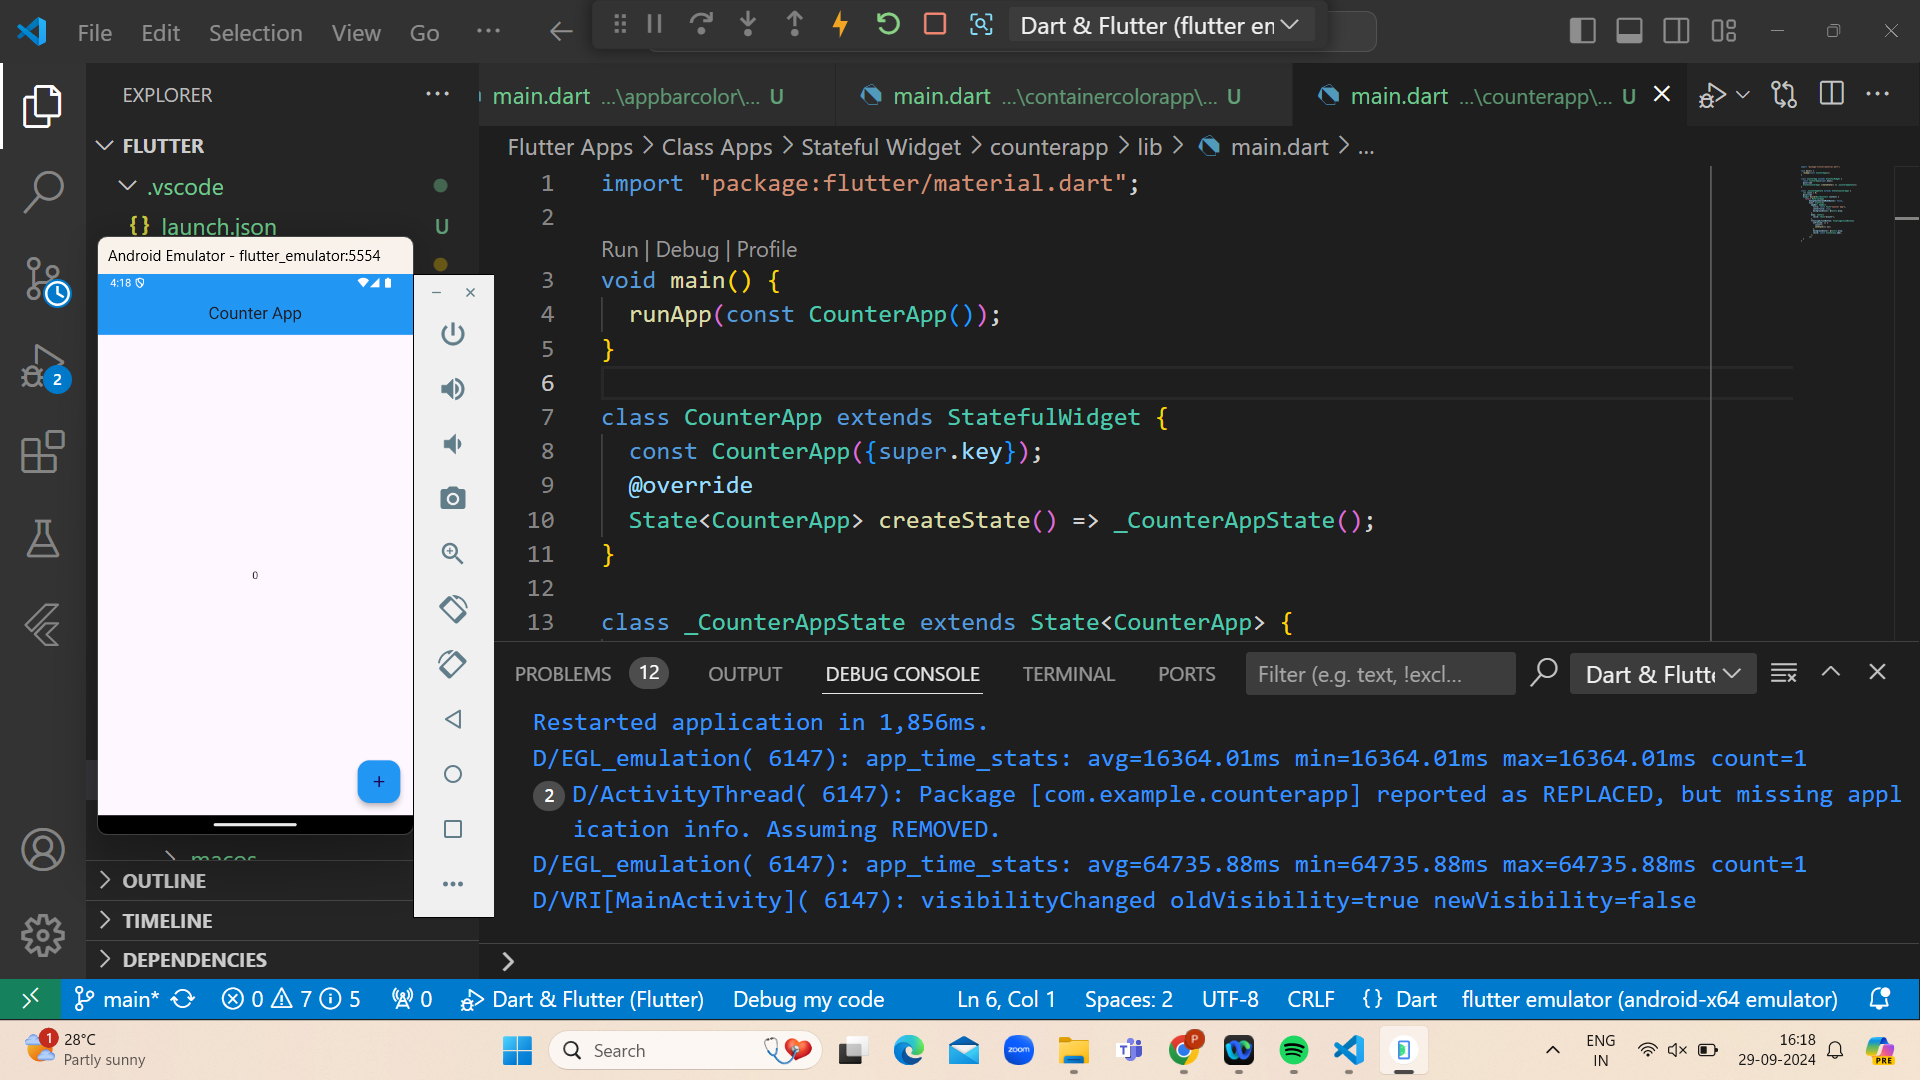 File Edit Selection View Go ...
Dart & Flutter (flutter en
EXPLORER
main.dart ...\appbarcolor\... U
main.dart ...\containercolorapp\... U
main.dart ...\counterapp\... U
FLUTTER
.vscode
{} launch.json U
Flutter Apps > Class Apps > Stateful Widget > counterapp > lib > main.dart > ...
1 import "package:flutter/material.dart";
2
Run | Debug | Profile
3 void main() {
4 runApp(const CounterApp());
5 }
6
7 class CounterApp extends StatefulWidget {
8 const CounterApp({super.key});
9 @override
10 State<CounterApp> createState() => _CounterAppState();
11 }
12
13 class _CounterAppState extends State<CounterApp> {
Android Emulator - flutter_emulator:5554
4:18
Counter App
0
+
2
PROBLEMS 12 OUTPUT DEBUG CONSOLE TERMINAL PORTS
Filter (e.g. text, !excl...
Dart & Flutte
Restarted application in 1,856ms.
D/EGL_emulation( 6147): app_time_stats: avg=16364.01ms min=16364.01ms max=16364.01ms count=1
2 D/ActivityThread( 6147): Package [com.example.counterapp] reported as REPLACED, but missing appl
ication info. Assuming REMOVED.
D/EGL_emulation( 6147): app_time_stats: avg=64735.88ms min=64735.88ms max=64735.88ms count=1
D/VRI[MainActivity]( 6147): visibilityChanged oldVisibility=true newVisibility=false
macos
OUTLINE
TIMELINE
DEPENDENCIES
main* 0 7 5 0 Dart & Flutter (Flutter) Debug my code Ln 6, Col 1 Spaces: 2 UTF-8 CRLF {} Dart flutter emulator (android-x64 emulator)
1
28°C
Partly sunny
Search
zoom
P
PRE
ENG
IN
16:18
29-09-2024